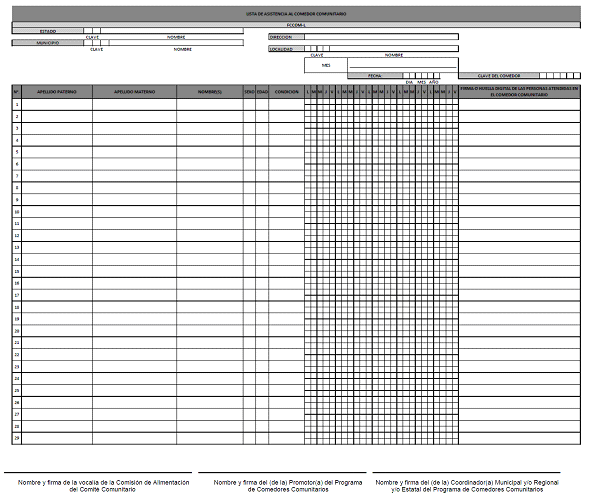 LISTA DE ASISTENCIA AL COMEDOR COMUNITARIO
FCCOM-L
ESTADO
CLAVE NOMBRE
DIRECCION
MUNICIPIO
CLAVE NOMBRE
LOCALIDAD
CLAVE NOMBRE
MES
FECHA
DIA MES AÑO
CLAVE DEL COMEDOR
Nº APELLIDO PATERNO APELLIDO MATERNO NOMBRE(S) SEXO EDAD CONDICION L M M J V L M M J V L M M J V L M M J V L M M J V FIRMA O HUELLA DIGITAL DE LAS PERSONAS ATENDIDAS EN
EL COMEDOR COMUNITARIO
1
2
3
4
5
6
7
8
9
10
11
12
13
14
15
16
17
18
19
20
21
22
23
24
25
26
27
28
29
Nombre y firma de la vocalía de la Comisión de Alimentación
del Comité Comunitario
Nombre y firma del (de la) Promotor(a) del Programa
de Comedores Comunitarios
Nombre y firma del (de la) Coordinador(a) Municipal y/o Regional
y/o Estatal del Programa de Comedores Comunitarios